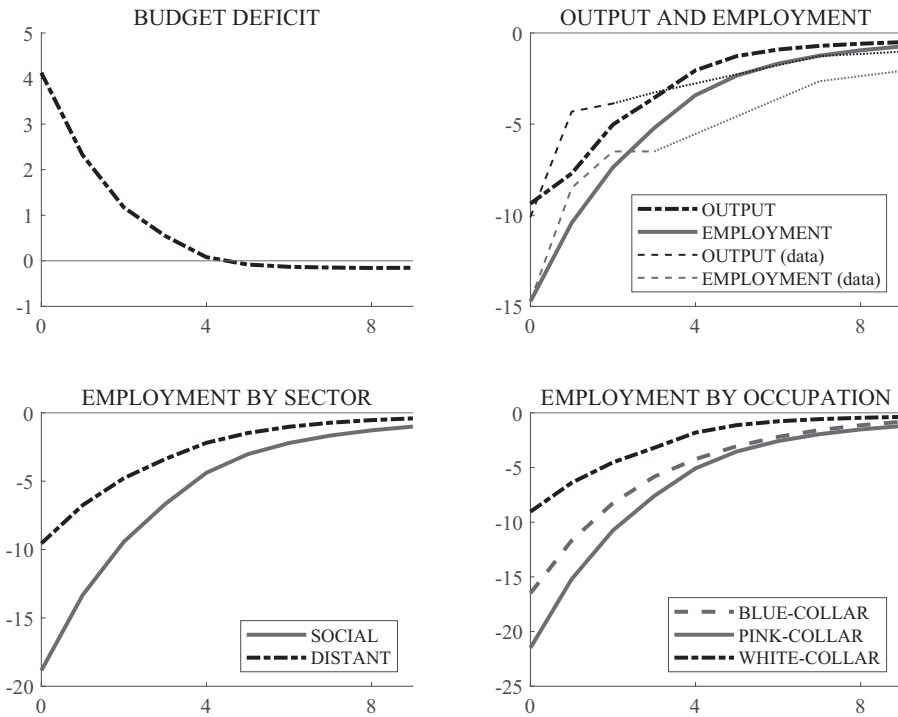 BUDGET DEFICIT
5
4
3
2
1
0
-1
0 4 8
OUTPUT AND EMPLOYMENT
0
-5
-10
-15
0 4 8
OUTPUT
EMPLOYMENT
OUTPUT (data)
EMPLOYMENT (data)
EMPLOYMENT BY SECTOR
0
-5
-10
-15
-20
0 4 8
SOCIAL
DISTANT
EMPLOYMENT BY OCCUPATION
0
-5
-10
-15
-20
-25
0 4 8
BLUE-COLLAR
PINK-COLLAR
WHITE-COLLAR